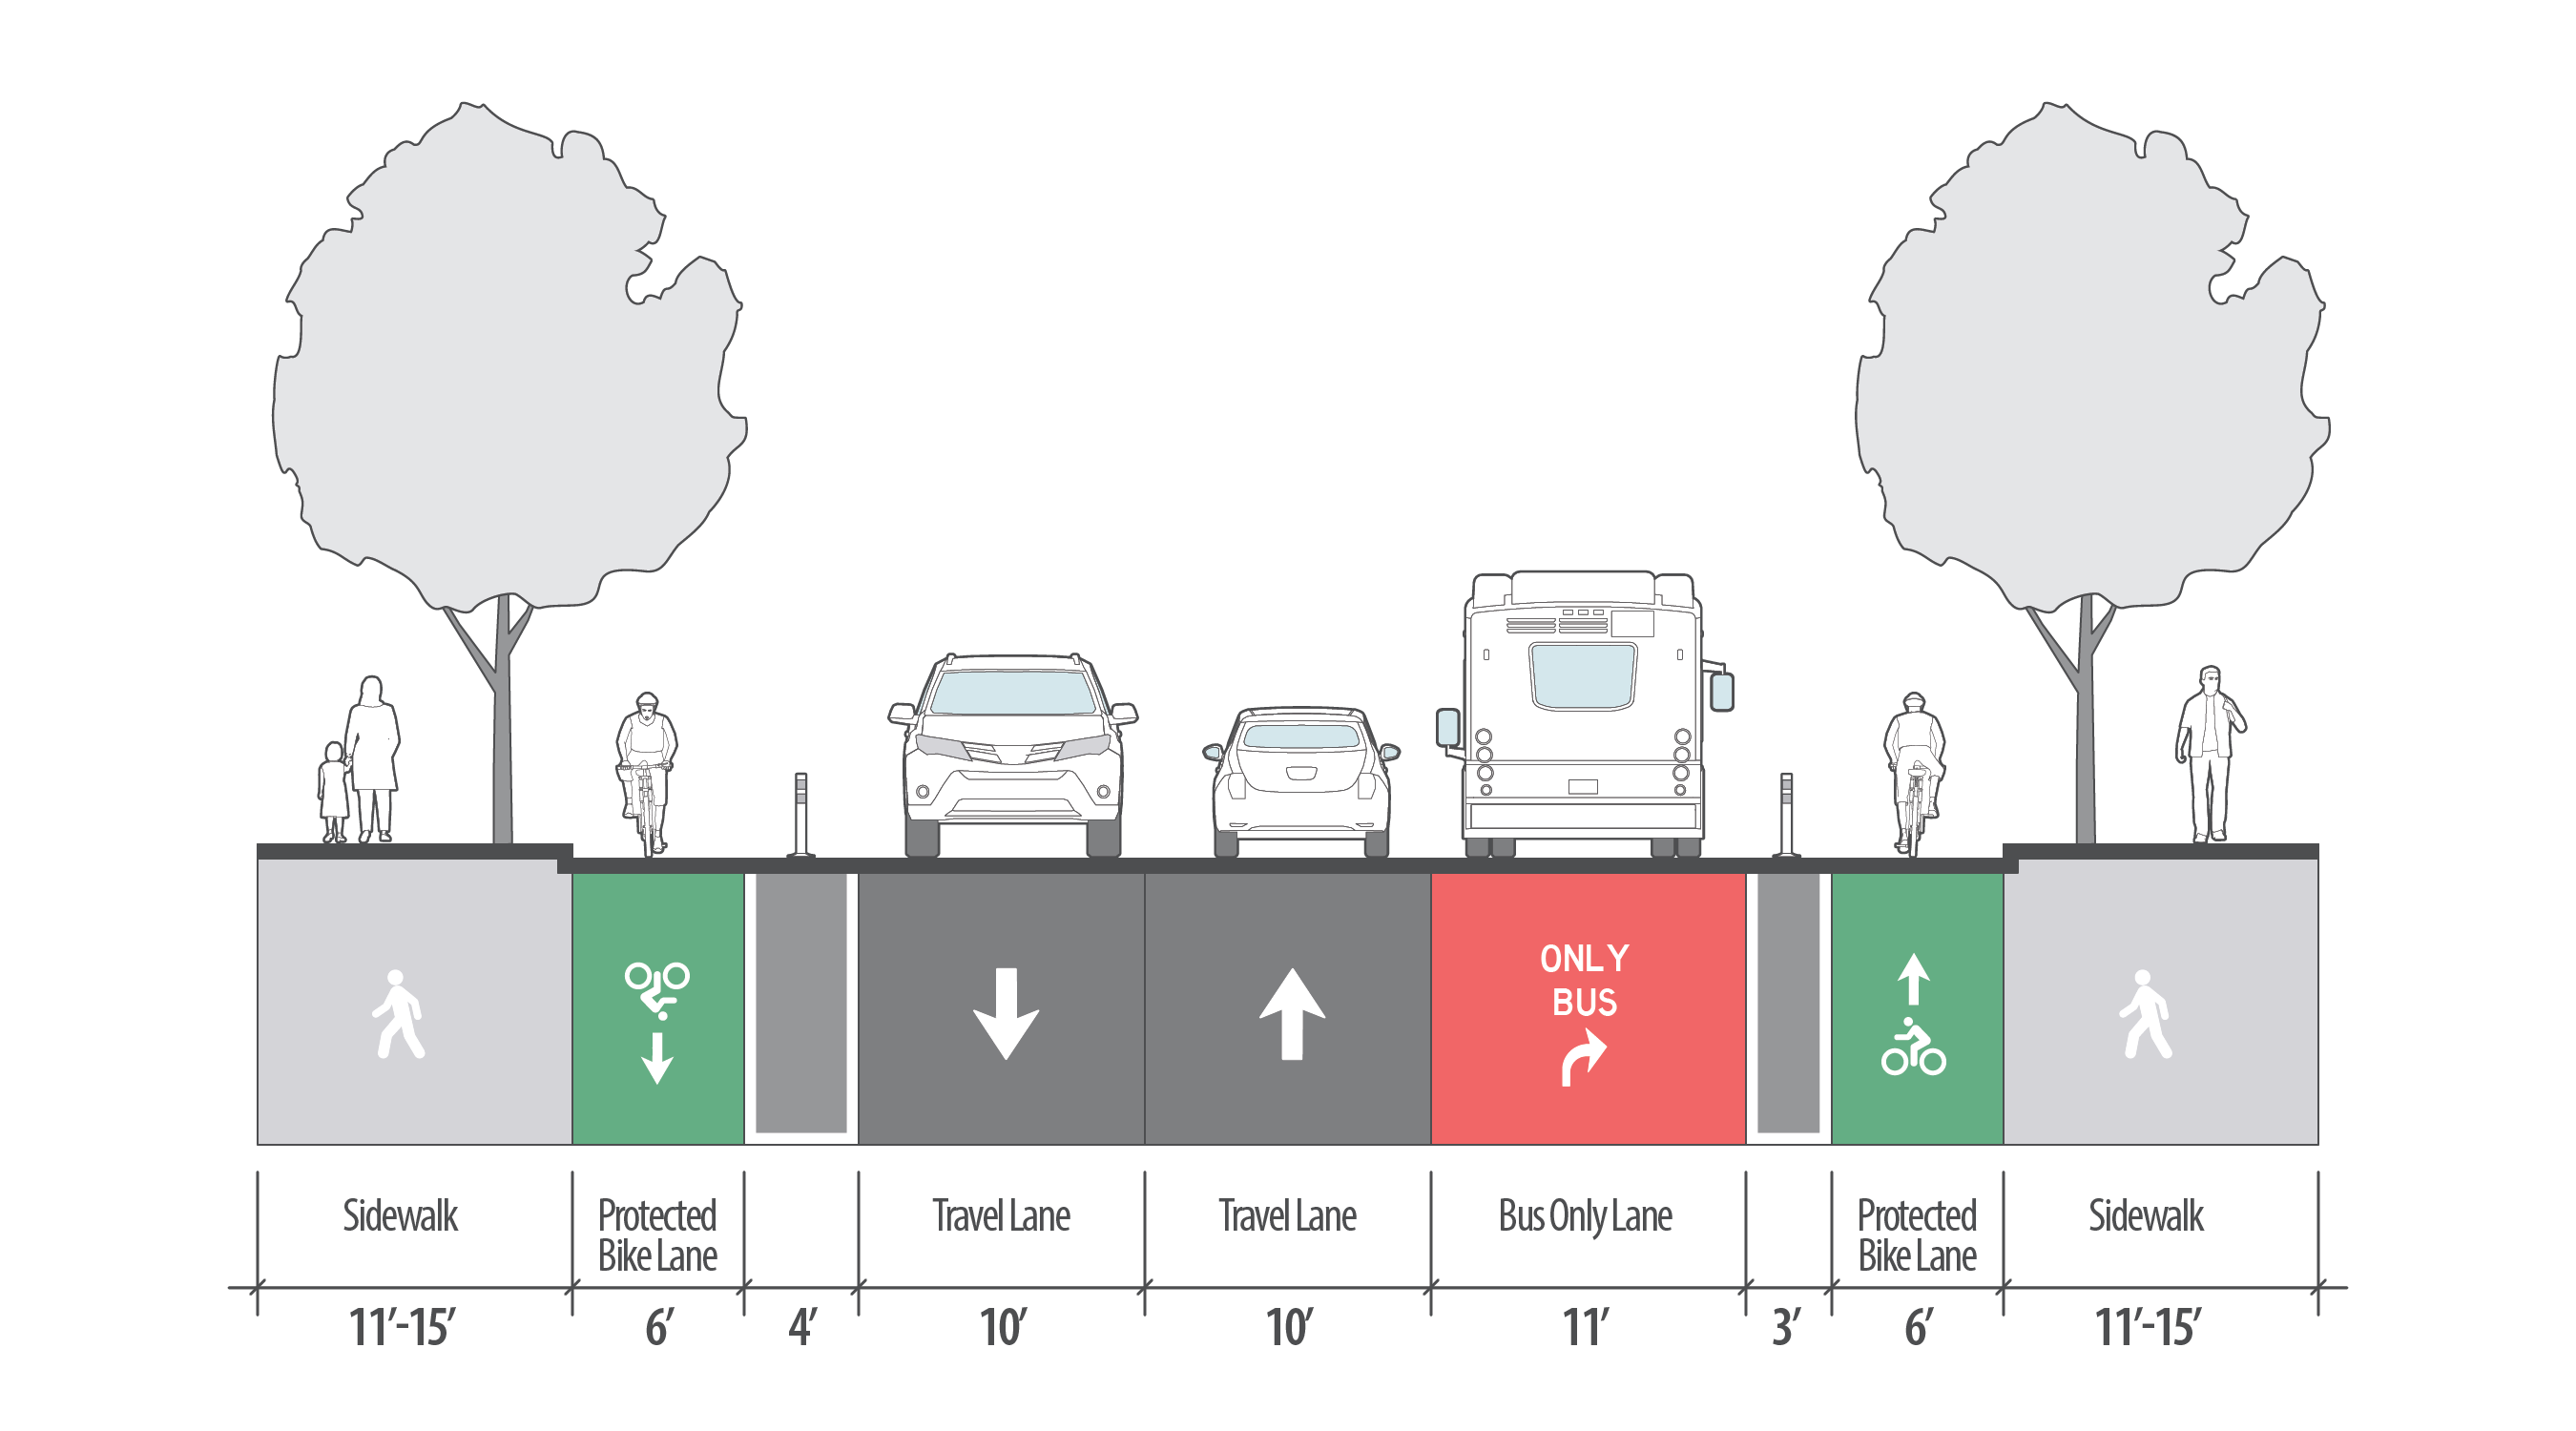 ONLY
BUS
Sidewalk
Protected
Bike Lane
Travel Lane
Travel Lane
Bus Only Lane
Protected
Bike Lane
Sidewalk
11’-15’
6’
4’
10’
10’
11’
3’
6’
11’-15’